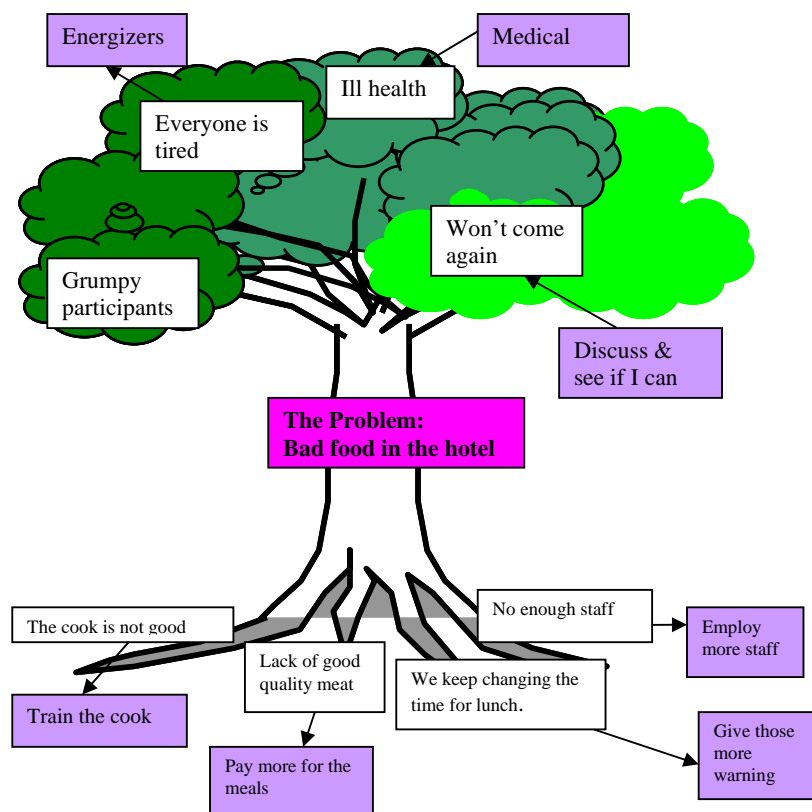 Energizers
Medical
Ill health
Everyone is
tired
Won't come
again
Grumpy
participants
Discuss &
see if I can
The Problem:
Bad food in the hotel
No enough staff
The cook is not good
Employ
more staff
Lack of good
quality meat
We keep changing the
time for lunch.
Train the cook
Give those
more
warning
Pay more for the
meals